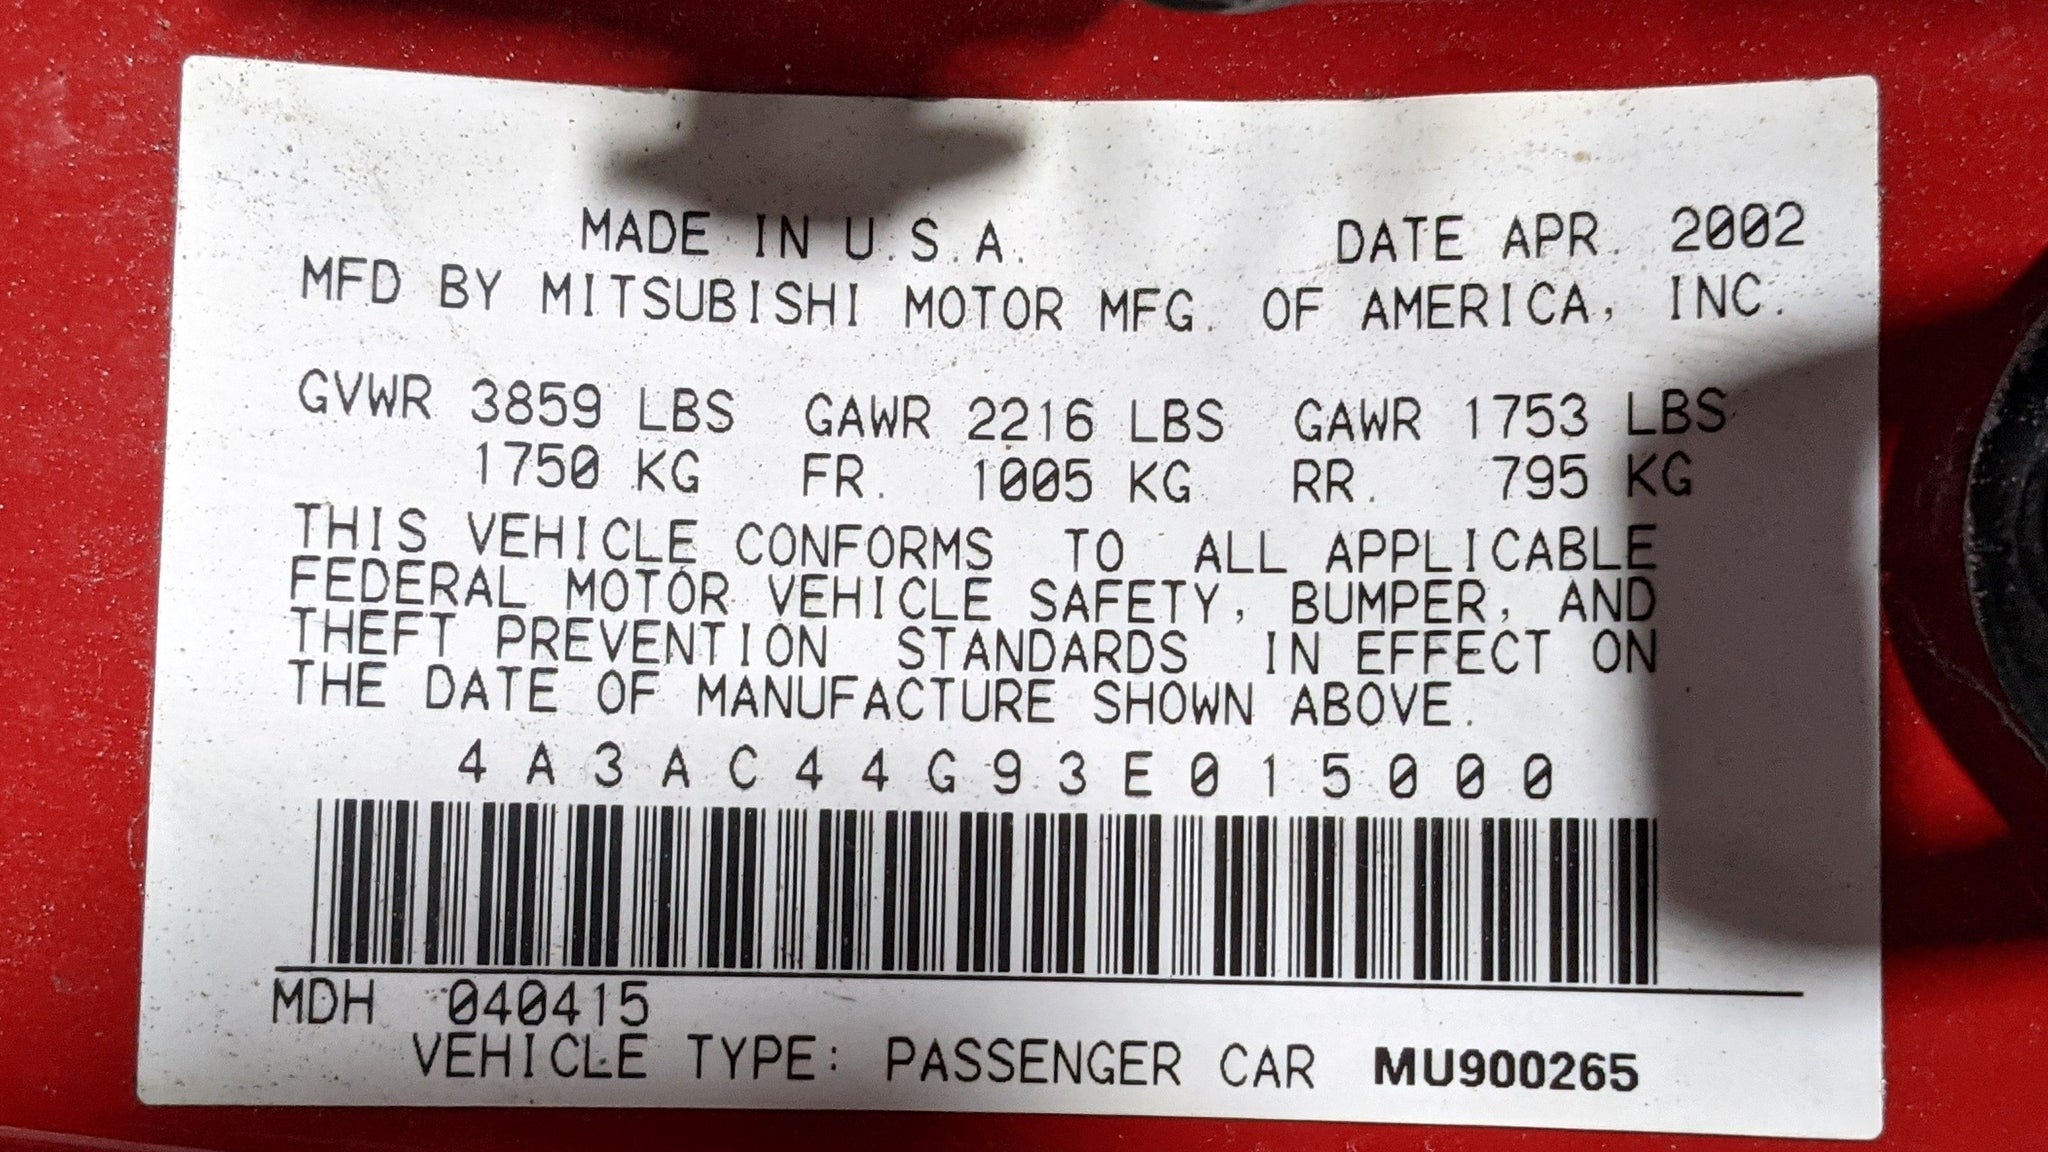 MADE IN U.S.A. DATE APR. 2002
MFD BY MITSUBISHI MOTOR MFG. OF AMERICA, INC.
GVWR 3859 LBS GAWR 2216 LBS GAWR 1753 LBS
1750 KG FR. 1005 KG RR. 795 KG
THIS VEHICLE CONFORMS TO ALL APPLICABLE
FEDERAL MOTOR VEHICLE SAFETY, BUMPER, AND
THEFT PREVENTION STANDARDS IN EFFECT ON
THE DATE OF MANUFACTURE SHOWN ABOVE.
4A3AC44G93E015000
MDH 040415
VEHICLE TYPE: PASSENGER CAR MU900265